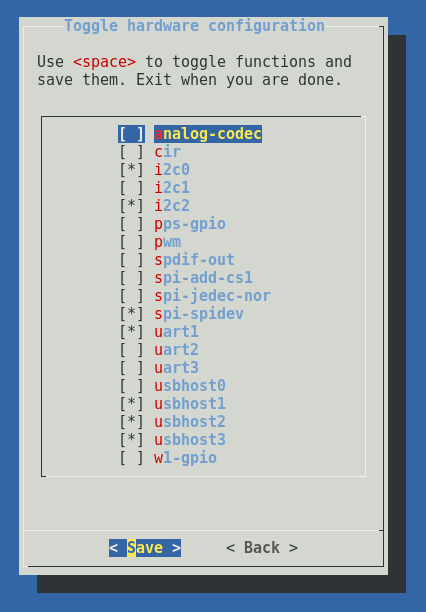 Toggle hardware configuration
Use <space> to toggle functions and
save them. Exit when you are done.
[ ] analog-codec
[ ] cir
[*] i2c0
[ ] i2c1
[*] i2c2
[ ] pps-gpio
[ ] pwm
[ ] spdif-out
[ ] spi-add-cs1
[ ] spi-jedec-nor
[*] spi-spidev
[*] uart1
[ ] uart2
[ ] uart3
[ ] usbhost0
[*] usbhost1
[*] usbhost2
[*] usbhost3
[ ] w1-gpio
< Save > < Back >